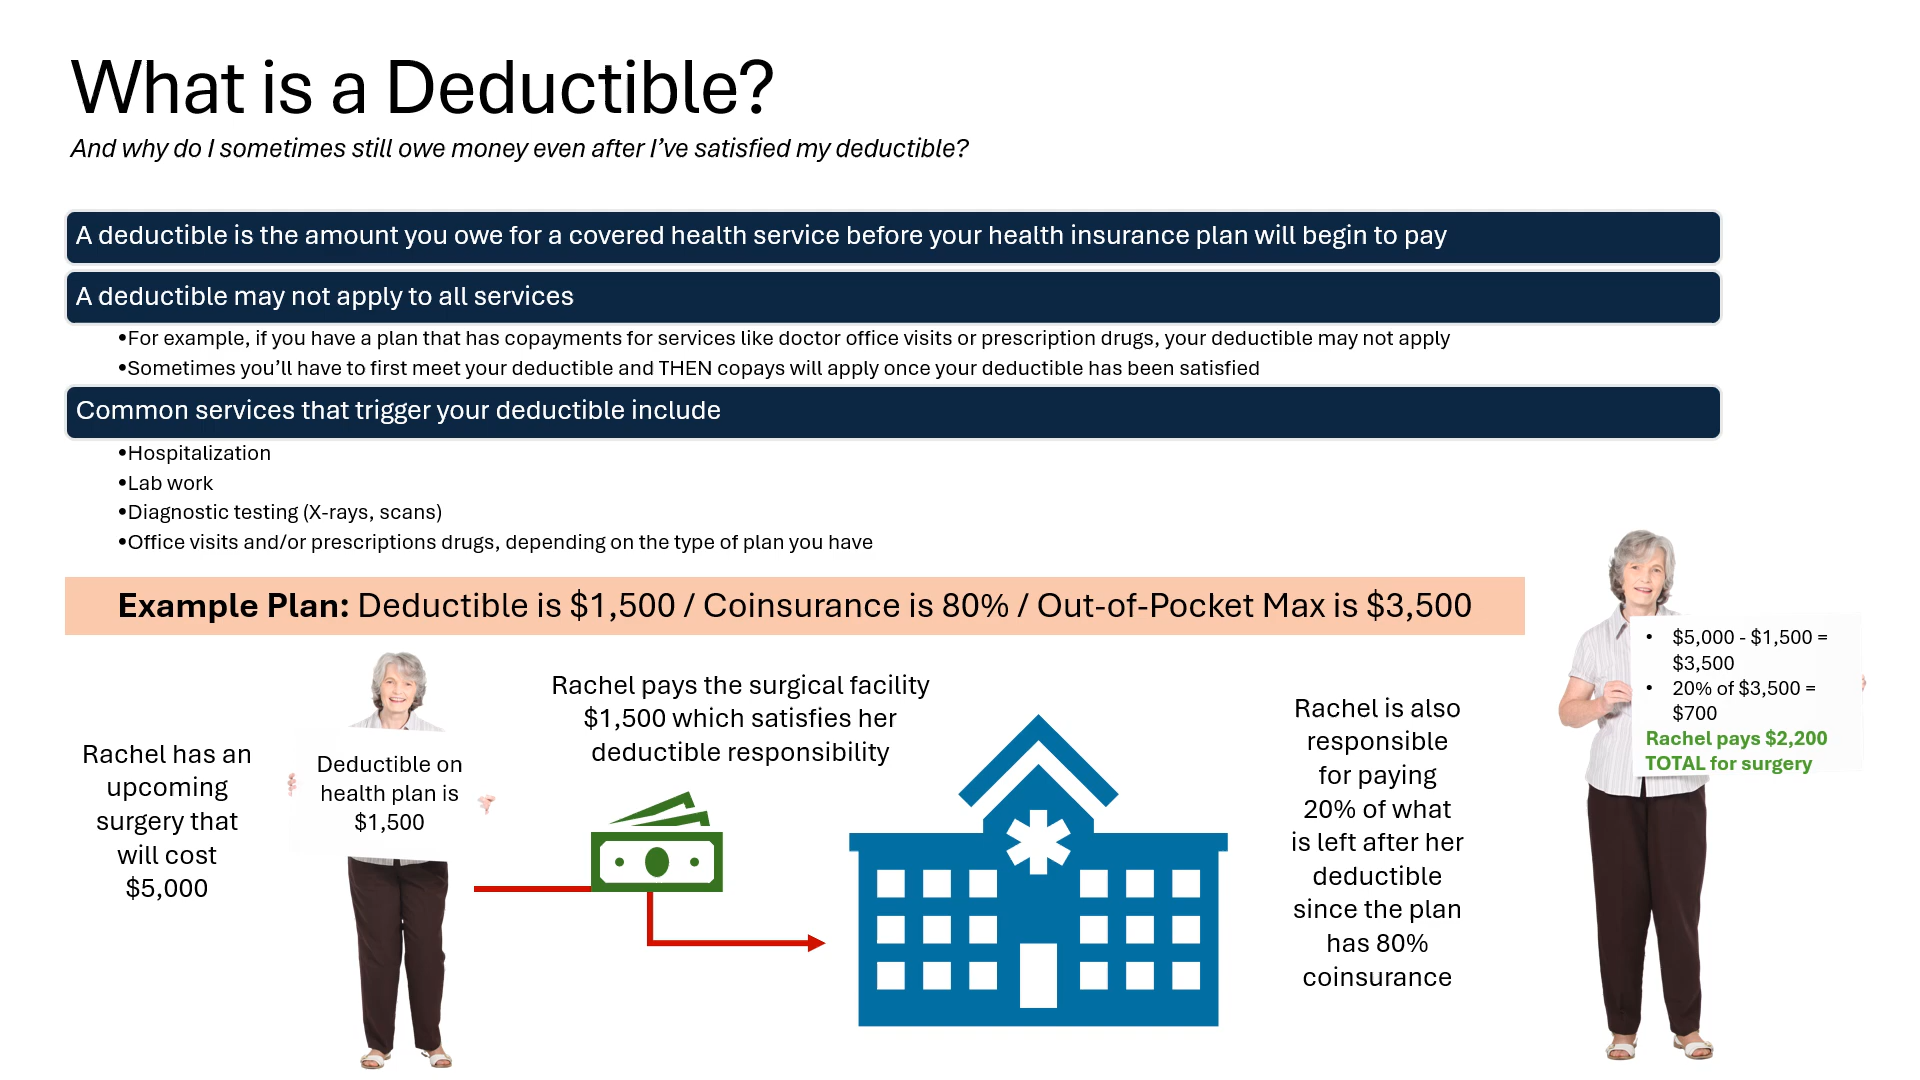 What is a Deductible?
And why do I sometimes still owe money even after I’ve satisfied my deductible?
A deductible is the amount you owe for a covered health service before your health insurance plan will begin to pay
A deductible may not apply to all services
•For example, if you have a plan that has copayments for services like doctor office visits or prescription drugs, your deductible may not apply
•Sometimes you’ll have to first meet your deductible and THEN copays will apply once your deductible has been satisfied
Common services that trigger your deductible include
•Hospitalization
•Lab work
•Diagnostic testing (X-rays, scans)
•Office visits and/or prescriptions drugs, depending on the type of plan you have
Example Plan: Deductible is $1,500 / Coinsurance is 80% / Out-of-Pocket Max is $3,500
Rachel has an
upcoming
surgery that
will cost
$5,000
Deductible on
health plan is
$1,500
Rachel pays the surgical facility
$1,500 which satisfies her
deductible responsibility
Rachel is also
responsible
for paying
20% of what
is left after her
deductible
since the plan
has 80%
coinsurance
• $5,000 - $1,500 =
$3,500
• 20% of $3,500 =
$700
Rachel pays $2,200
TOTAL for surgery